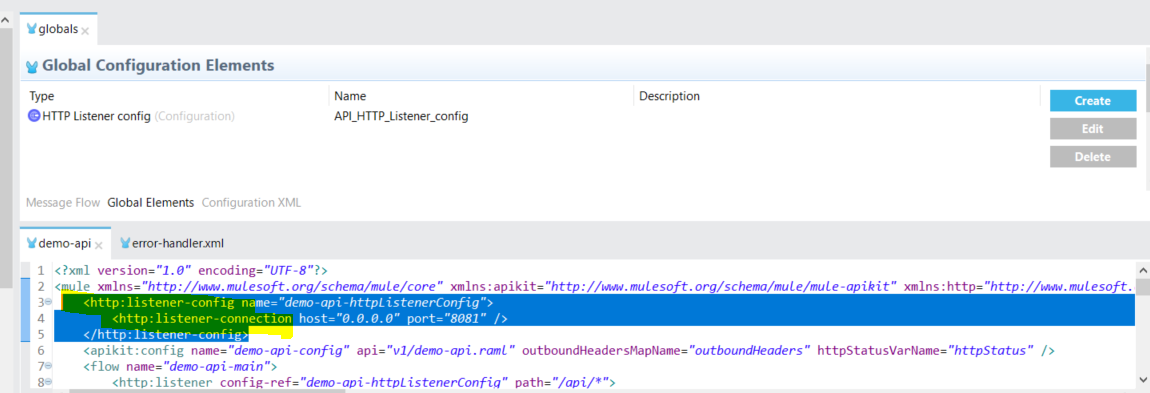 globals
Global Configuration Elements
Type Name Description
HTTP Listener config (Configuration) API_HTTP_Listener_config
Create
Edit
Delete
Message Flow Global Elements Configuration XML
demo-api error-handler.xml
1 <?xml version="1.0" encoding="UTF-8"?>
2 <mule xmlns="http://www.mulesoft.org/schema/mule/core" xmlns:apikit="http://www.mulesoft.org/schema/mule/mule-apikit" xmlns:http="http://www.mulesoft.
3 <http:listener-config name="demo-api-httpListenerConfig">
4 <http:listener-connection host="0.0.0.0" port="8081" />
5 </http:listener-config>
6 <apikit:config name="demo-api-config" api="v1/demo-api.raml" outboundHeadersMapName="outboundHeaders" httpStatusVarName="httpStatus" />
7 <flow name="demo-api-main">
8 <http:listener config-ref="demo-api-httpListenerConfig" path="/api/*">